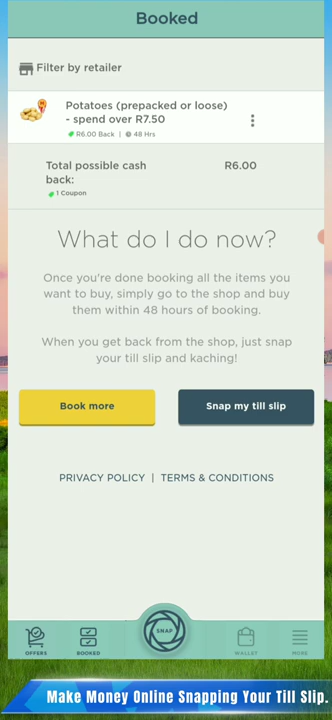 Booked
Filter by retailer
Potatoes (prepacked or loose)
- spend over R7.50
R6.00 Back | 48 Hrs
Total possible cash
back:
R6.00
1 Coupon
What do I do now?
Once you're done booking all the items you
want to buy, simply go to the shop and buy
them within 48 hours of booking.
When you get back from the shop, just snap
your till slip and kaching!
Book more
Snap my till slip
PRIVACY POLICY | TERMS & CONDITIONS
SNAP
OFFERS
BOOKED
WALLET
MORE
Make Money Online Snapping Your Till Slip.